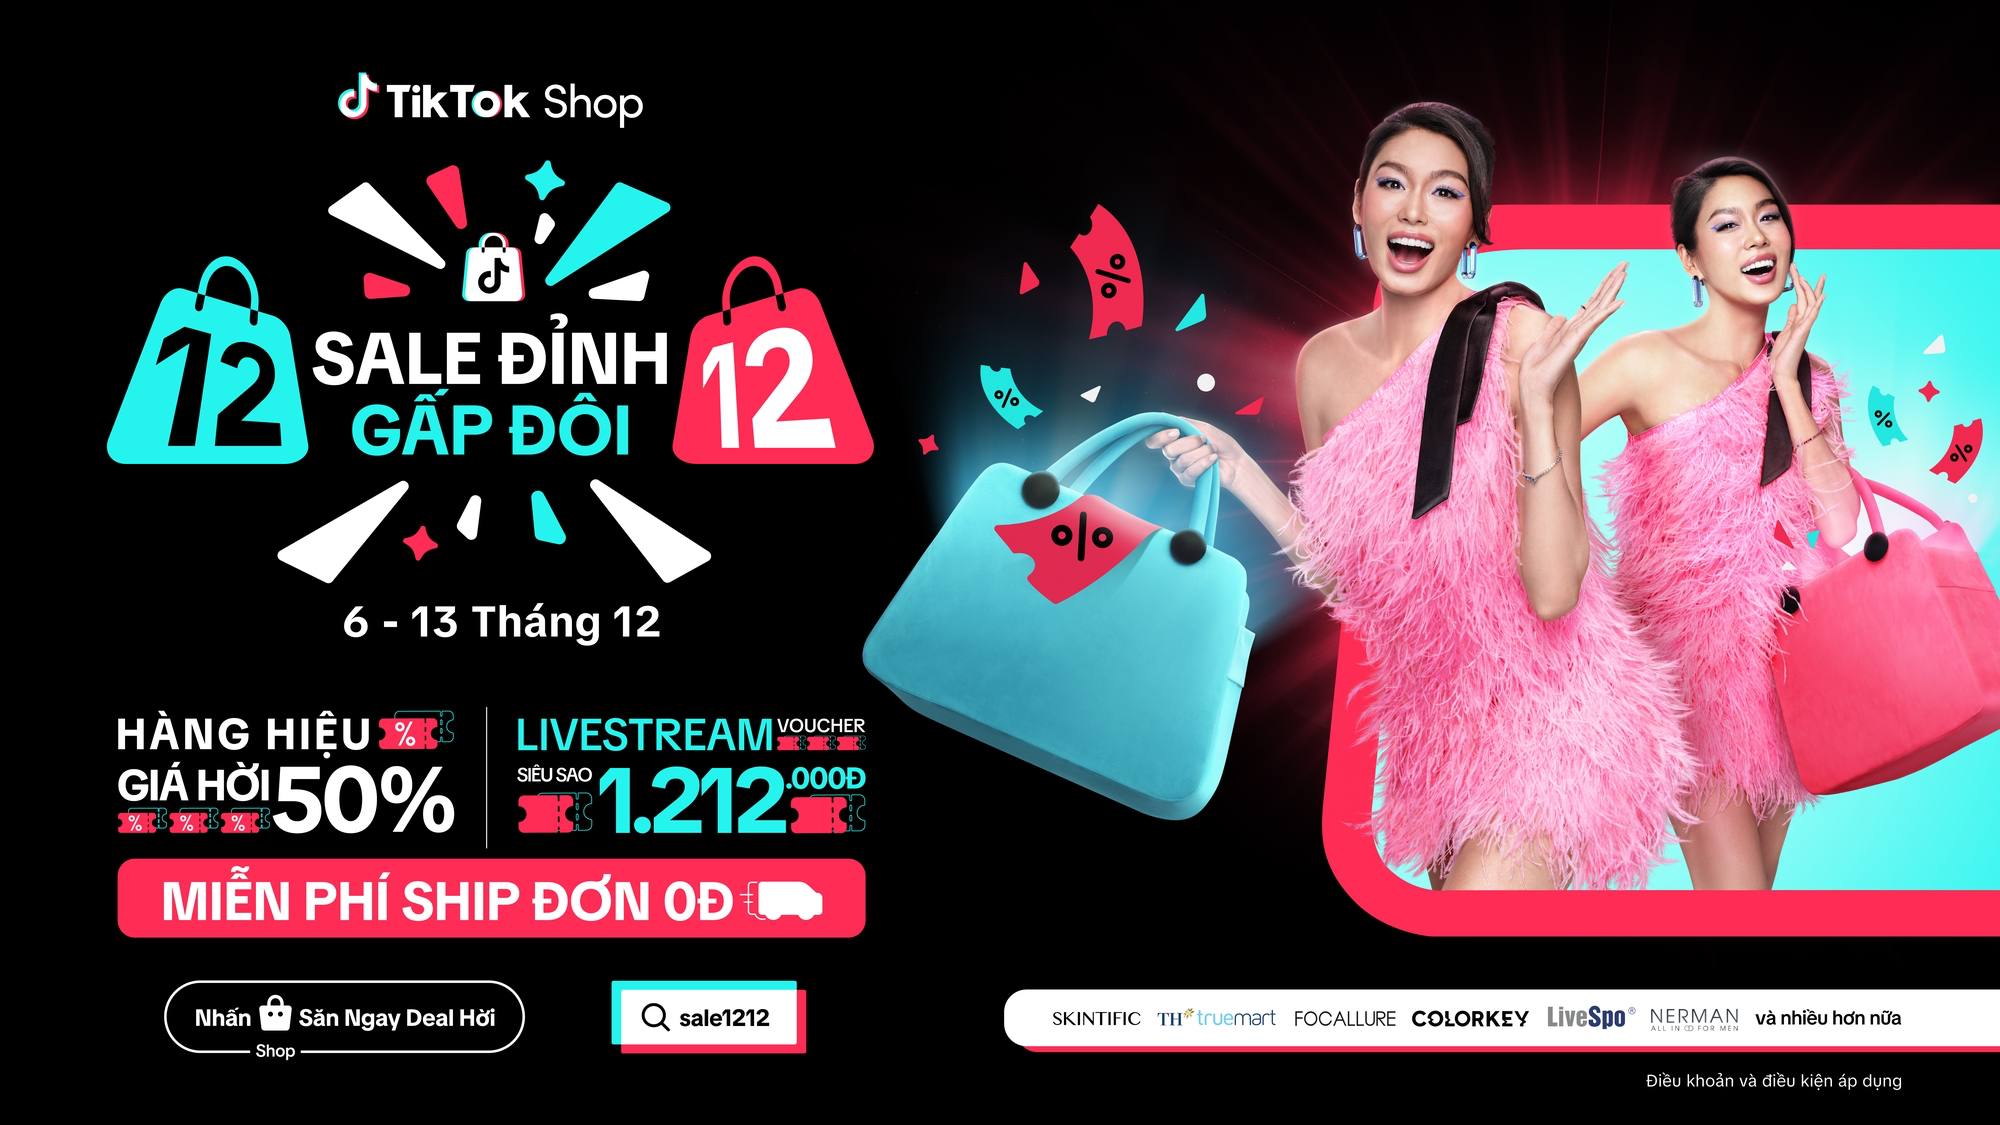 TikTok Shop
12
SALE ĐỈNH
GẤP ĐÔI
12
6 - 13 Tháng 12
HÀNG HIỆU %
GIÁ HỜI 50%
% % %
LIVESTREAM VOUCHER
SIÊU SAO 1.212.000Đ
MIỄN PHÍ SHIP ĐƠN 0Đ
Nhấn Săn Ngay Deal Hời
Shop
sale1212
%
%
%
%
%
SKINTIFIC TH truemart FOCALLURE COLORKEY LiveSpo® NERMAN và nhiều hơn nữa
ALL IN FOR MEN
Điều khoản và điều kiện áp dụng